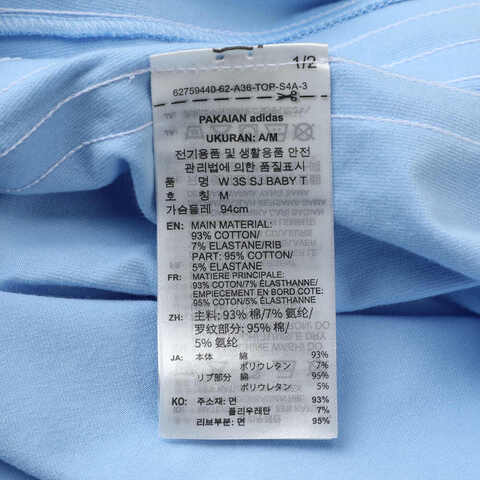 1/2
62759440-62-A36-TOP-S4A-3
PAKAIAN adidas
UKURAN: A/M
전기용품 및 생활용품 안전
관리법에 의한 품질표시
품 명 W 3S SJ BABY T
호 칭 M
가슴둘레 94cm
EN: MAIN MATERIAL:
93% COTTON/
7% ELASTANE/RIB
PART: 95% COTTON/
5% ELASTANE
FR: MATIERE PRINCIPALE:
93% COTON/7% ÉLASTHANNE/
EMPIECEMENT EN BORD COTE:
95% COTON/5% ÉLASTHANNE
ZH: 主料: 93% 棉/7% 氨纶/
罗纹部分: 95% 棉/
5% 氨纶
JA: 本体 綿 93%
ポリウレタン 7%
リブ部分 綿 95%
ポリウレタン 5%
KO: 주소재: 면 93%
폴리우레탄 7%
리브부분: 면 95%